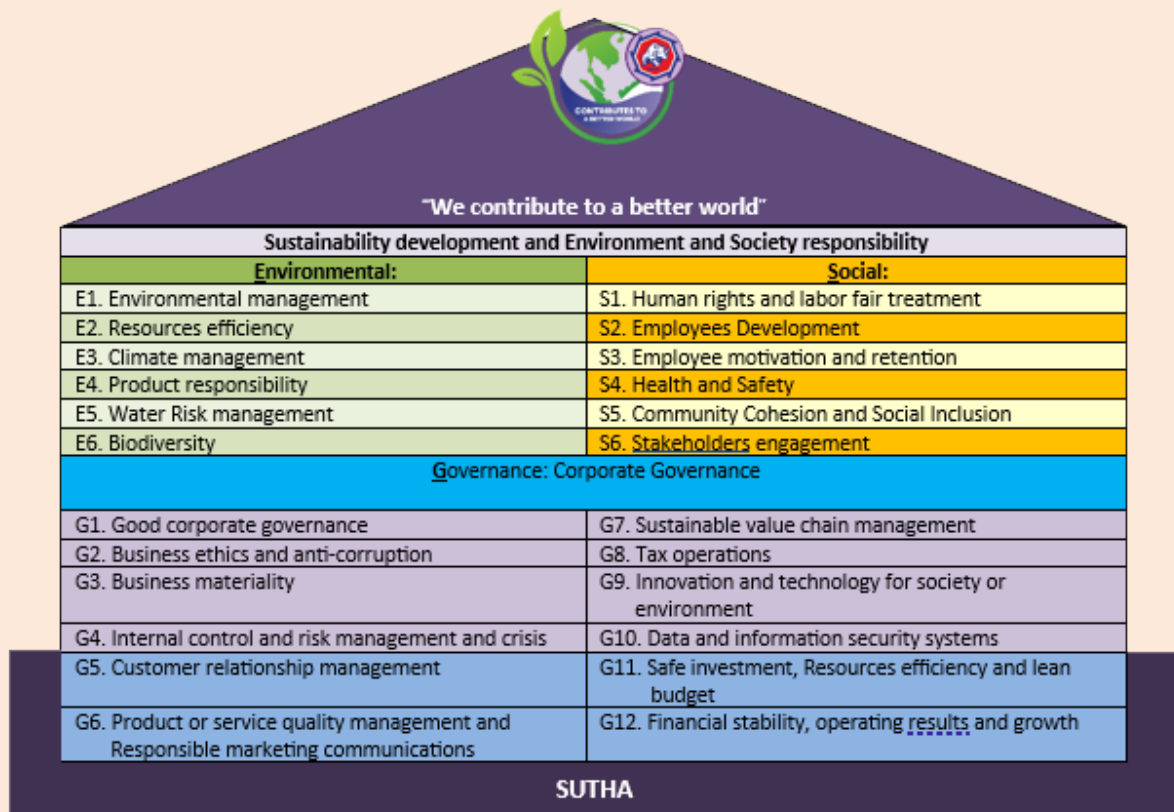 CONTRIBUTES TO
A BETTER WORLD
“We contribute to a better world”
Sustainability development and Environment and Society responsibility
Environmental:
Social:
E1. Environmental management
S1. Human rights and labor fair treatment
E2. Resources efficiency
S2. Employees Development
E3. Climate management
S3. Employee motivation and retention
E4. Product responsibility
S4. Health and Safety
E5. Water Risk management
S5. Community Cohesion and Social Inclusion
E6. Biodiversity
S6. Stakeholders engagement
Governance: Corporate Governance
G1. Good corporate governance
G7. Sustainable value chain management
G2. Business ethics and anti-corruption
G8. Tax operations
G3. Business materiality
G9. Innovation and technology for society or
environment
G4. Internal control and risk management and crisis
G10. Data and information security systems
G5. Customer relationship management
G11. Safe investment, Resources efficiency and lean
budget
G6. Product or service quality management and
Responsible marketing communications
G12. Financial stability, operating results and growth
SUTHA